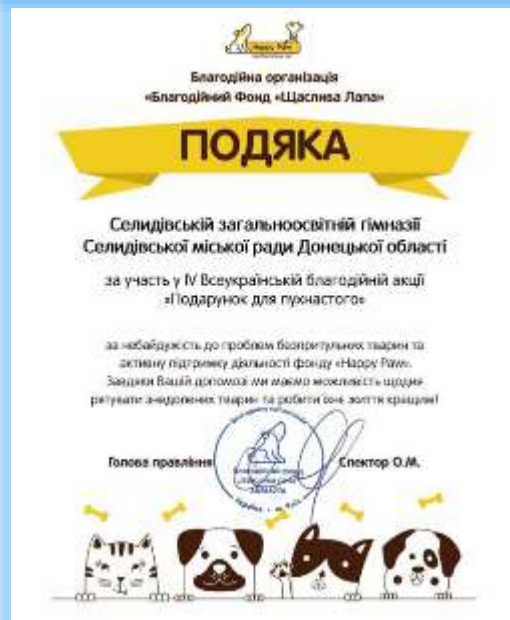 Happy Paw
Благодійна організація
«Благодійний Фонд «Щаслива Лапа»
ПОДЯКА
Селидівській загальноосвітній гімназії
Селидівської міської ради Донецької області
за участь у IV Всеукраїнській благодійній акції
«Подарунок для пухнастого»
за небайдужість до проблем безпритульних тварин та
активну підтримку діяльності фонду «Happy Paw».
Завдяки Вашій допомозі ми маємо можливість щодня
рятувати знедолених тварин та робити їхнє життя кращим!
Голова правління
Спектор О.М.